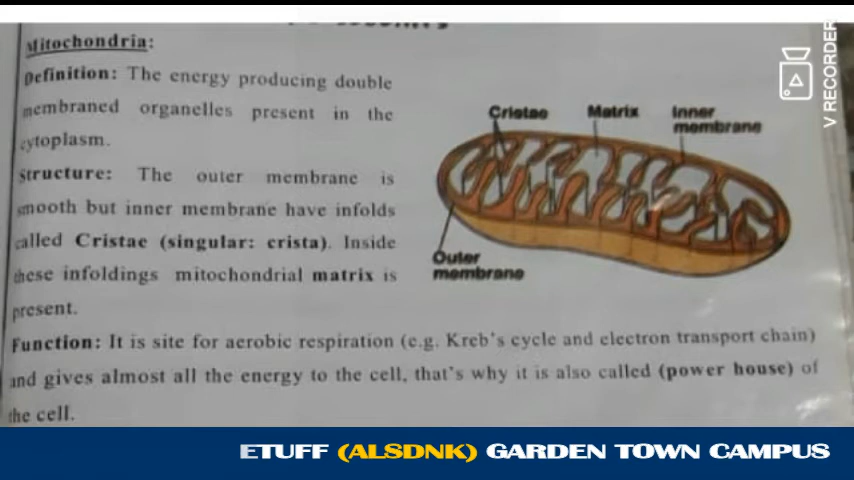 Mitochondria:
Definition: The energy producing double
membraned organelles present in the
cytoplasm.
Structure: The outer membrane is
smooth but inner membrane have infolds
called Cristae (singular: crista). Inside
these infoldings mitochondrial matrix is
present.
Cristae Matrix Inner
membrane
Outer
membrane
Function: It is site for aerobic respiration (e.g. Kreb's cycle and electron transport chain)
and gives almost all the energy to the cell, that's why it is also called (power house) of
the cell.
V RECORDER
ETUFF (ALSDNK) GARDEN TOWN CAMPUS